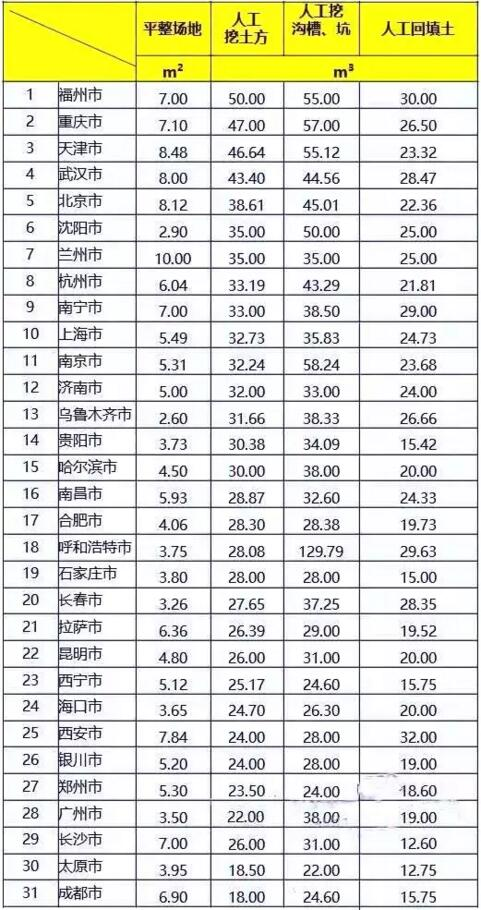 平整场地 人工挖土方 人工挖沟槽、坑 人工回填土
m² m³
1 福州市 7.00 50.00 55.00 30.00
2 重庆市 7.10 47.00 57.00 26.50
3 天津市 8.48 46.64 55.12 23.32
4 武汉市 8.00 43.40 44.56 28.47
5 北京市 8.12 38.61 45.01 22.36
6 沈阳市 2.90 35.00 50.00 25.00
7 兰州市 10.00 35.00 35.00 25.00
8 杭州市 6.04 33.19 43.29 21.81
9 南宁市 7.00 33.00 38.50 29.00
10 上海市 5.49 32.73 35.83 24.73
11 南京市 5.31 32.24 58.24 23.68
12 济南市 5.00 32.00 33.00 24.00
13 乌鲁木齐市 2.60 31.66 38.33 26.66
14 贵阳市 3.73 30.38 34.09 15.42
15 哈尔滨市 4.50 30.00 38.00 20.00
16 南昌市 5.93 28.87 32.60 24.33
17 合肥市 4.06 28.30 28.38 19.73
18 呼和浩特市 3.75 28.08 129.79 29.63
19 石家庄市 3.80 28.00 28.00 15.00
20 长春市 3.26 27.65 37.25 28.35
21 拉萨市 6.36 26.39 29.00 19.52
22 昆明市 4.80 26.00 31.00 20.00
23 西宁市 5.12 25.17 24.60 15.75
24 海口市 3.65 24.70 26.30 20.00
25 西安市 7.84 24.00 28.00 32.00
26 银川市 5.20 24.00 28.00 19.00
27 郑州市 5.30 23.50 24.00 18.60
28 广州市 3.50 22.00 38.00 19.00
29 长沙市 7.00 26.00 31.00 12.60
30 太原市 3.95 18.50 22.00 12.75
31 成都市 6.90 18.00 24.60 15.75